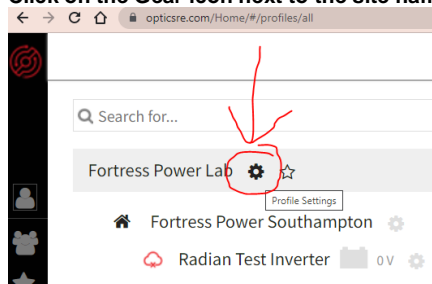 Click on the Gear icon next to the site nam
opticsre.com/Home/#/profiles/all
Search for...
Fortress Power Lab
Profile Settings
Fortress Power Southampton
Radian Test Inverter 0 V